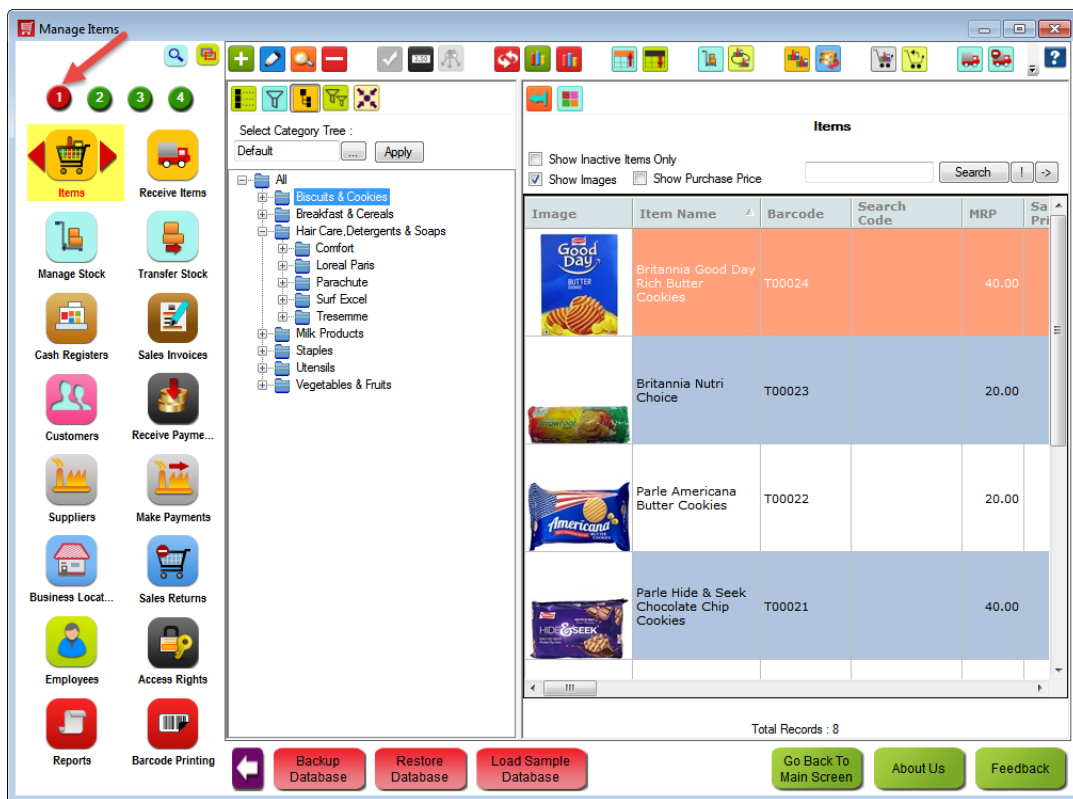 Manage Items
1
2
3
4
3.50
?
Items
Receive Items
Manage Stock
Transfer Stock
Cash Registers
Sales Invoices
Customers
Receive Payme...
Suppliers
Make Payments
Business Locat...
Sales Returns
Employees
Access Rights
Reports
Barcode Printing
Select Category Tree :
Default
...
Apply
All
Biscuits & Cookies
Breakfast & Cereals
Hair Care,Detergents & Soaps
Comfort
Loreal Paris
Parachute
Surf Excel
Tresemme
Milk Products
Staples
Utensils
Vegetables & Fruits
Items
Show Inactive Items Only
Show Images
Show Purchase Price
Search
!
->
Image
Item Name
Barcode
Search
Code
MRP
Sa
Pri
Good
Day
BUTTER
Britannia Good Day
Rich Butter
Cookies
T00024
40.00
Britannia Nutri
Choice
T00023
20.00
Americana
Parle Americana
Butter Cookies
T00022
20.00
HIDE & SEEK
Parle Hide & Seek
Chocolate Chip
Cookies
T00021
40.00
Total Records : 8
Backup
Database
Restore
Database
Load Sample
Database
Go Back To
Main Screen
About Us
Feedback